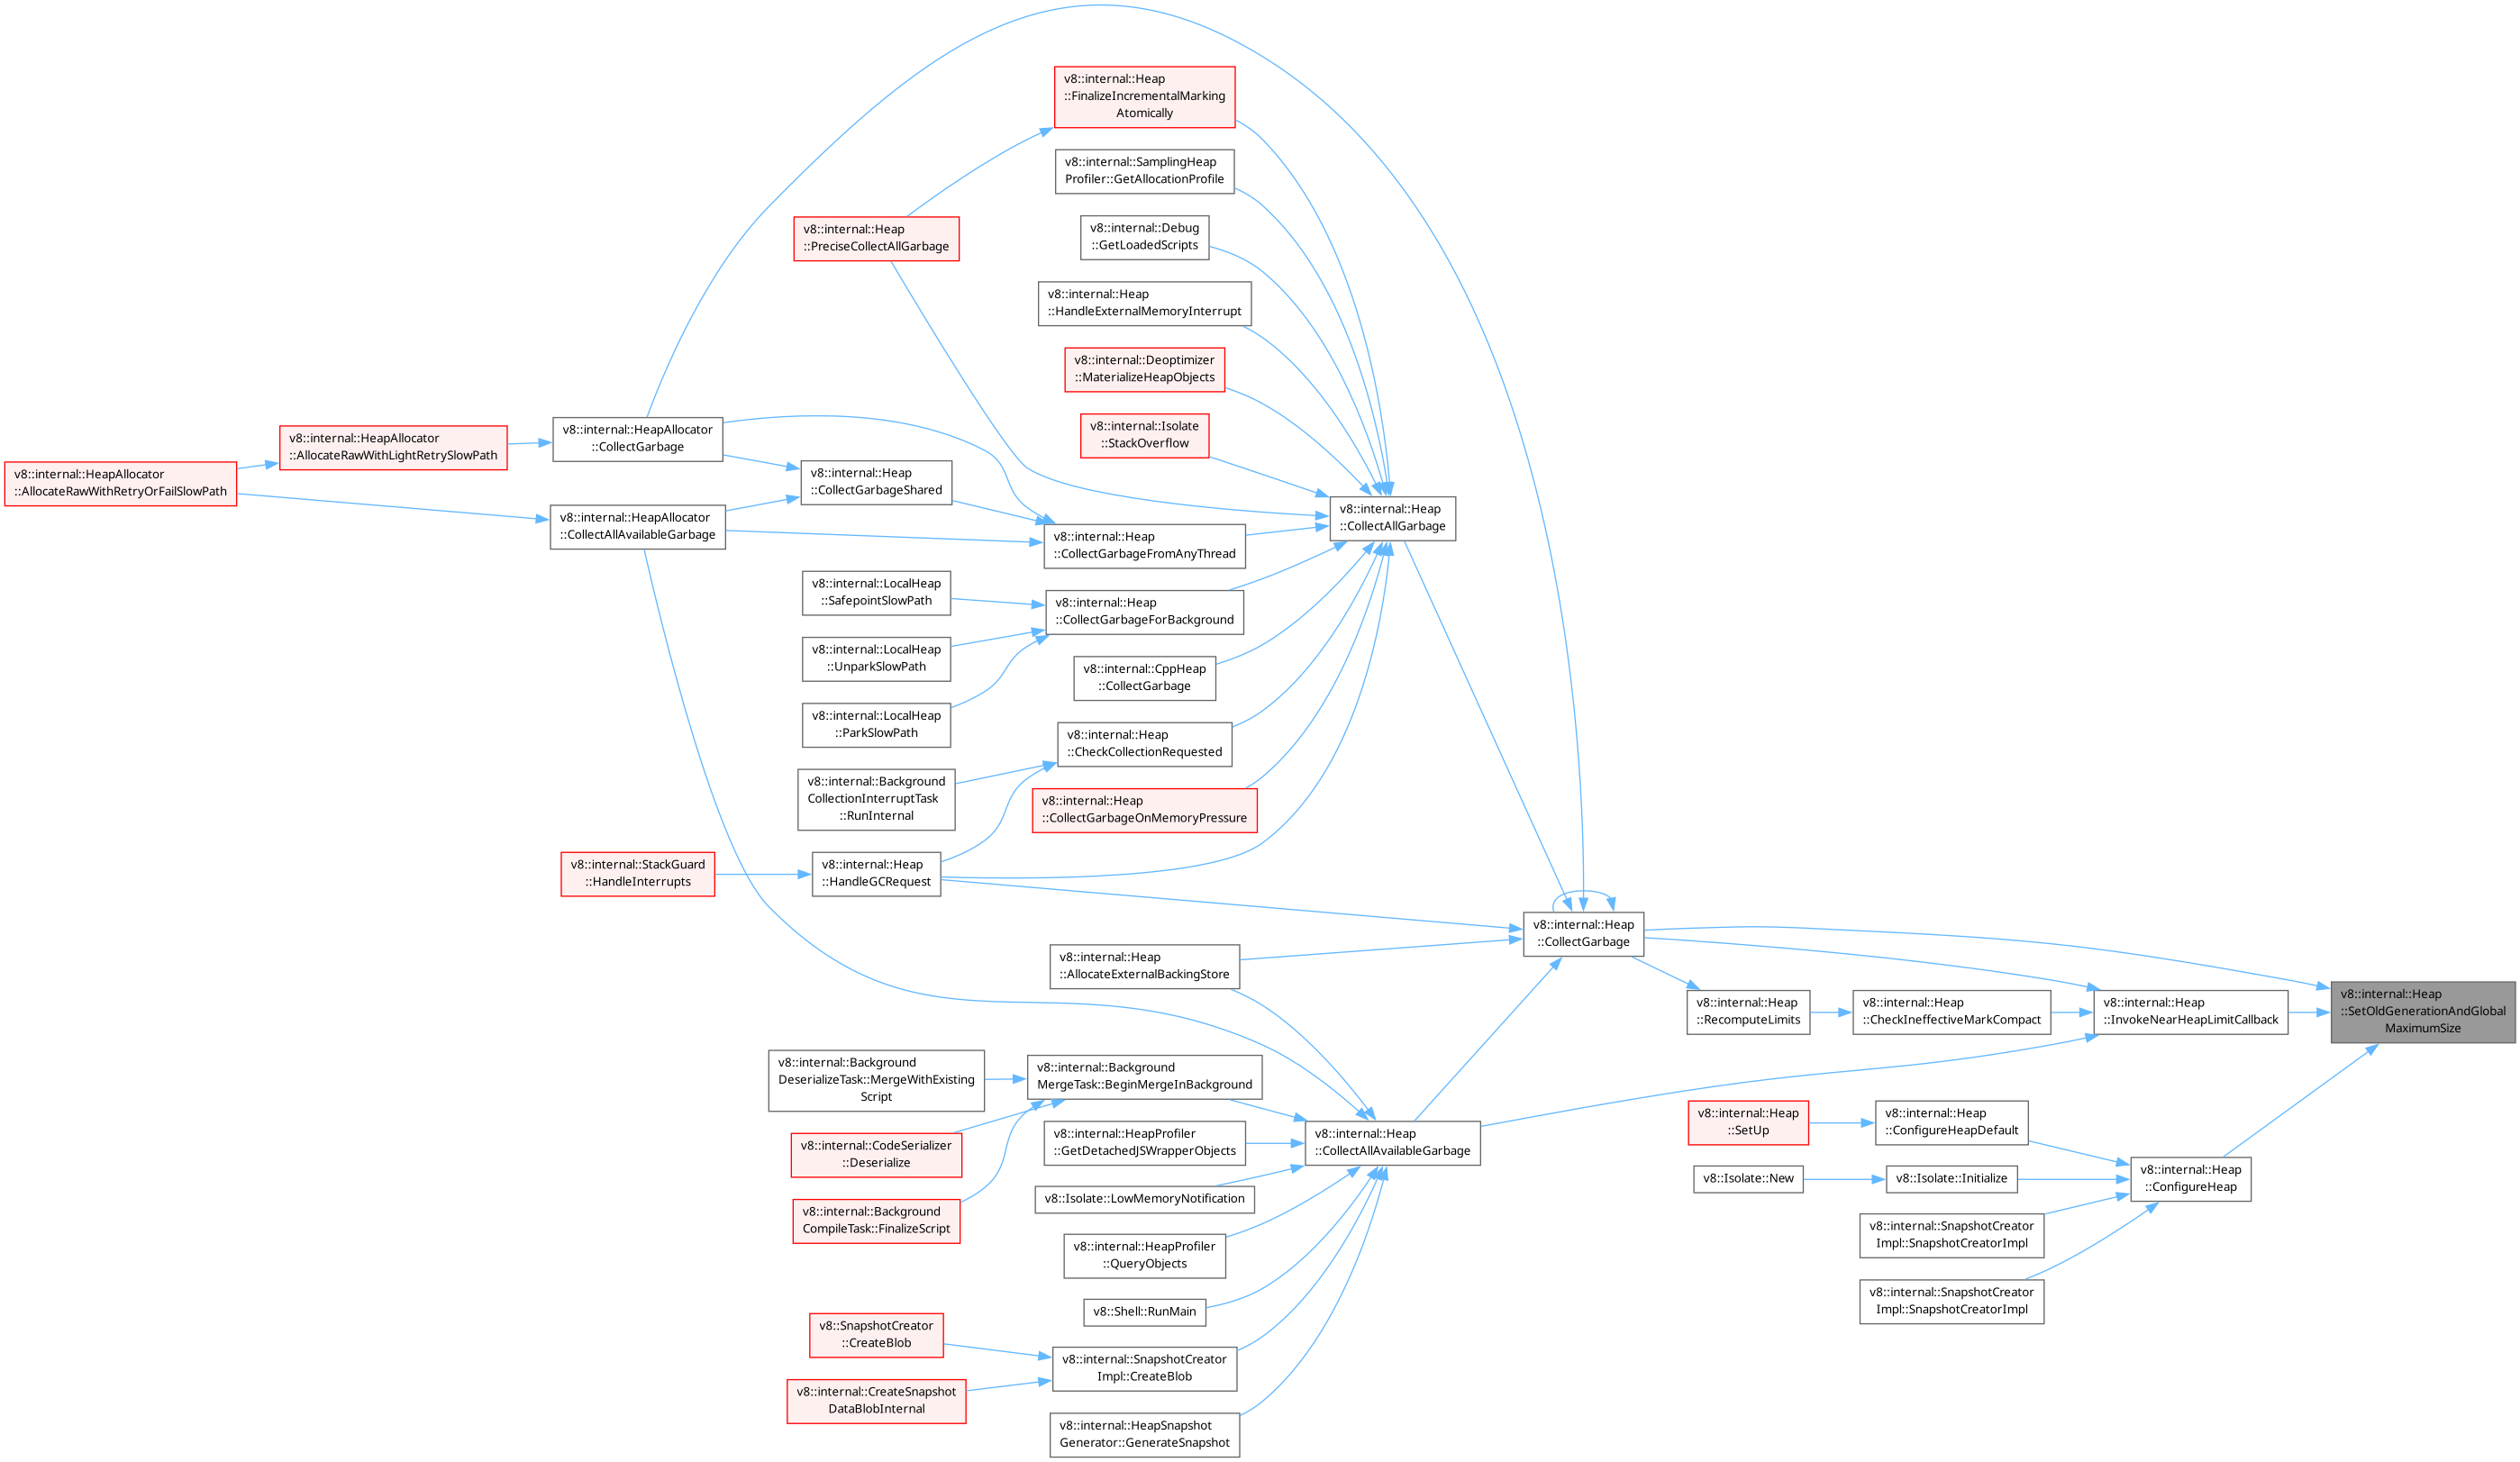 v8::internal::Heap
::FinalizeIncrementalMarking
Atomically
v8::internal::SamplingHeap
Profiler::GetAllocationProfile
v8::internal::Debug
::GetLoadedScripts
v8::internal::Heap
::PreciseCollectAllGarbage
v8::internal::Heap
::HandleExternalMemoryInterrupt
v8::internal::Deoptimizer
::MaterializeHeapObjects
v8::internal::Isolate
::StackOverflow
v8::internal::HeapAllocator
::CollectGarbage
v8::internal::HeapAllocator
::AllocateRawWithLightRetrySlowPath
v8::internal::HeapAllocator
::AllocateRawWithRetryOrFailSlowPath
v8::internal::Heap
::CollectGarbageShared
v8::internal::HeapAllocator
::CollectAllAvailableGarbage
v8::internal::Heap
::CollectGarbageFromAnyThread
v8::internal::Heap
::CollectAllGarbage
v8::internal::LocalHeap
::SafepointSlowPath
v8::internal::Heap
::CollectGarbageForBackground
v8::internal::LocalHeap
::UnparkSlowPath
v8::internal::CppHeap
::CollectGarbage
v8::internal::LocalHeap
::ParkSlowPath
v8::internal::Heap
::CheckCollectionRequested
v8::internal::Background
CollectionInterruptTask
::RunInternal
v8::internal::Heap
::CollectGarbageOnMemoryPressure
v8::internal::StackGuard
::HandleInterrupts
v8::internal::Heap
::HandleGCRequest
v8::internal::Heap
::CollectGarbage
v8::internal::Heap
::AllocateExternalBackingStore
v8::internal::Heap
::RecomputeLimits
v8::internal::Heap
::CheckIneffectiveMarkCompact
v8::internal::Heap
::InvokeNearHeapLimitCallback
v8::internal::Heap
::SetOldGenerationAndGlobal
MaximumSize
v8::internal::Background
DeserializeTask::MergeWithExisting
Script
v8::internal::Background
MergeTask::BeginMergeInBackground
v8::internal::CodeSerializer
::Deserialize
v8::internal::HeapProfiler
::GetDetachedJSWrapperObjects
v8::internal::Heap
::CollectAllAvailableGarbage
v8::internal::Heap
::SetUp
v8::internal::Heap
::ConfigureHeapDefault
v8::Isolate::New
v8::Isolate::Initialize
v8::internal::Heap
::ConfigureHeap
v8::Isolate::LowMemoryNotification
v8::internal::Background
CompileTask::FinalizeScript
v8::internal::SnapshotCreator
Impl::SnapshotCreatorImpl
v8::internal::HeapProfiler
::QueryObjects
v8::internal::SnapshotCreator
Impl::SnapshotCreatorImpl
v8::Shell::RunMain
v8::SnapshotCreator
::CreateBlob
v8::internal::SnapshotCreator
Impl::CreateBlob
v8::internal::CreateSnapshot
DataBlobInternal
v8::internal::HeapSnapshot
Generator::GenerateSnapshot